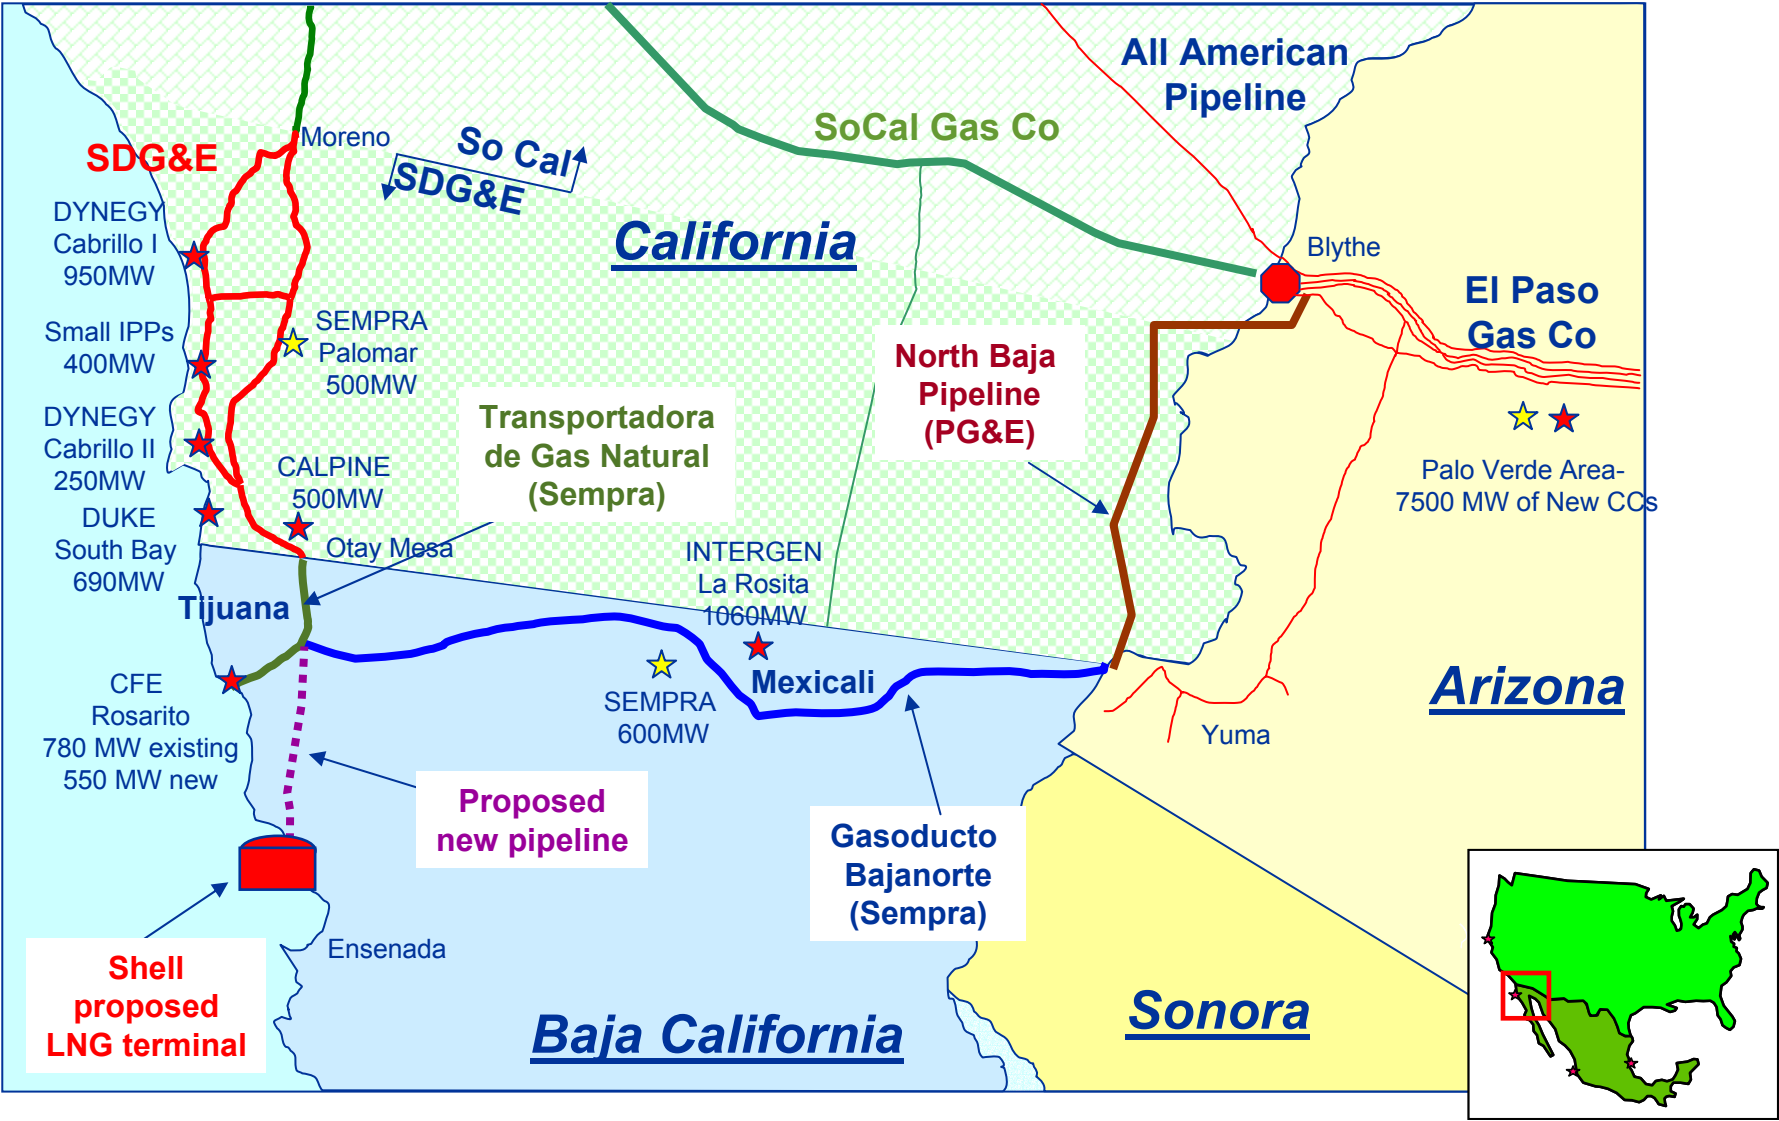 All American
Pipeline
SoCal Gas Co
Moreno
SDG&E
So Cal
SDG&E
DYNEGY
Cabrillo I
950MW
California
Blythe
El Paso
Gas Co
Small IPPs
400MW
SEMPRA
Palomar
500MW
North Baja
Pipeline
(PG&E)
DYNEGY
Cabrillo II
250MW
Transportadora
de Gas Natural
(Sempra)
CALPINE
500MW
Palo Verde Area-
7500 MW of New CCs
DUKE
South Bay
690MW
Otay Mesa
INTERGEN
La Rosita
1060MW
Tijuana
Mexicali
CFE
Rosarito
780 MW existing
550 MW new
SEMPRA
600MW
Arizona
Yuma
Proposed
new pipeline
Gasoducto
Bajanorte
(Sempra)
Ensenada
Shell
proposed
LNG terminal
Baja California
Sonora